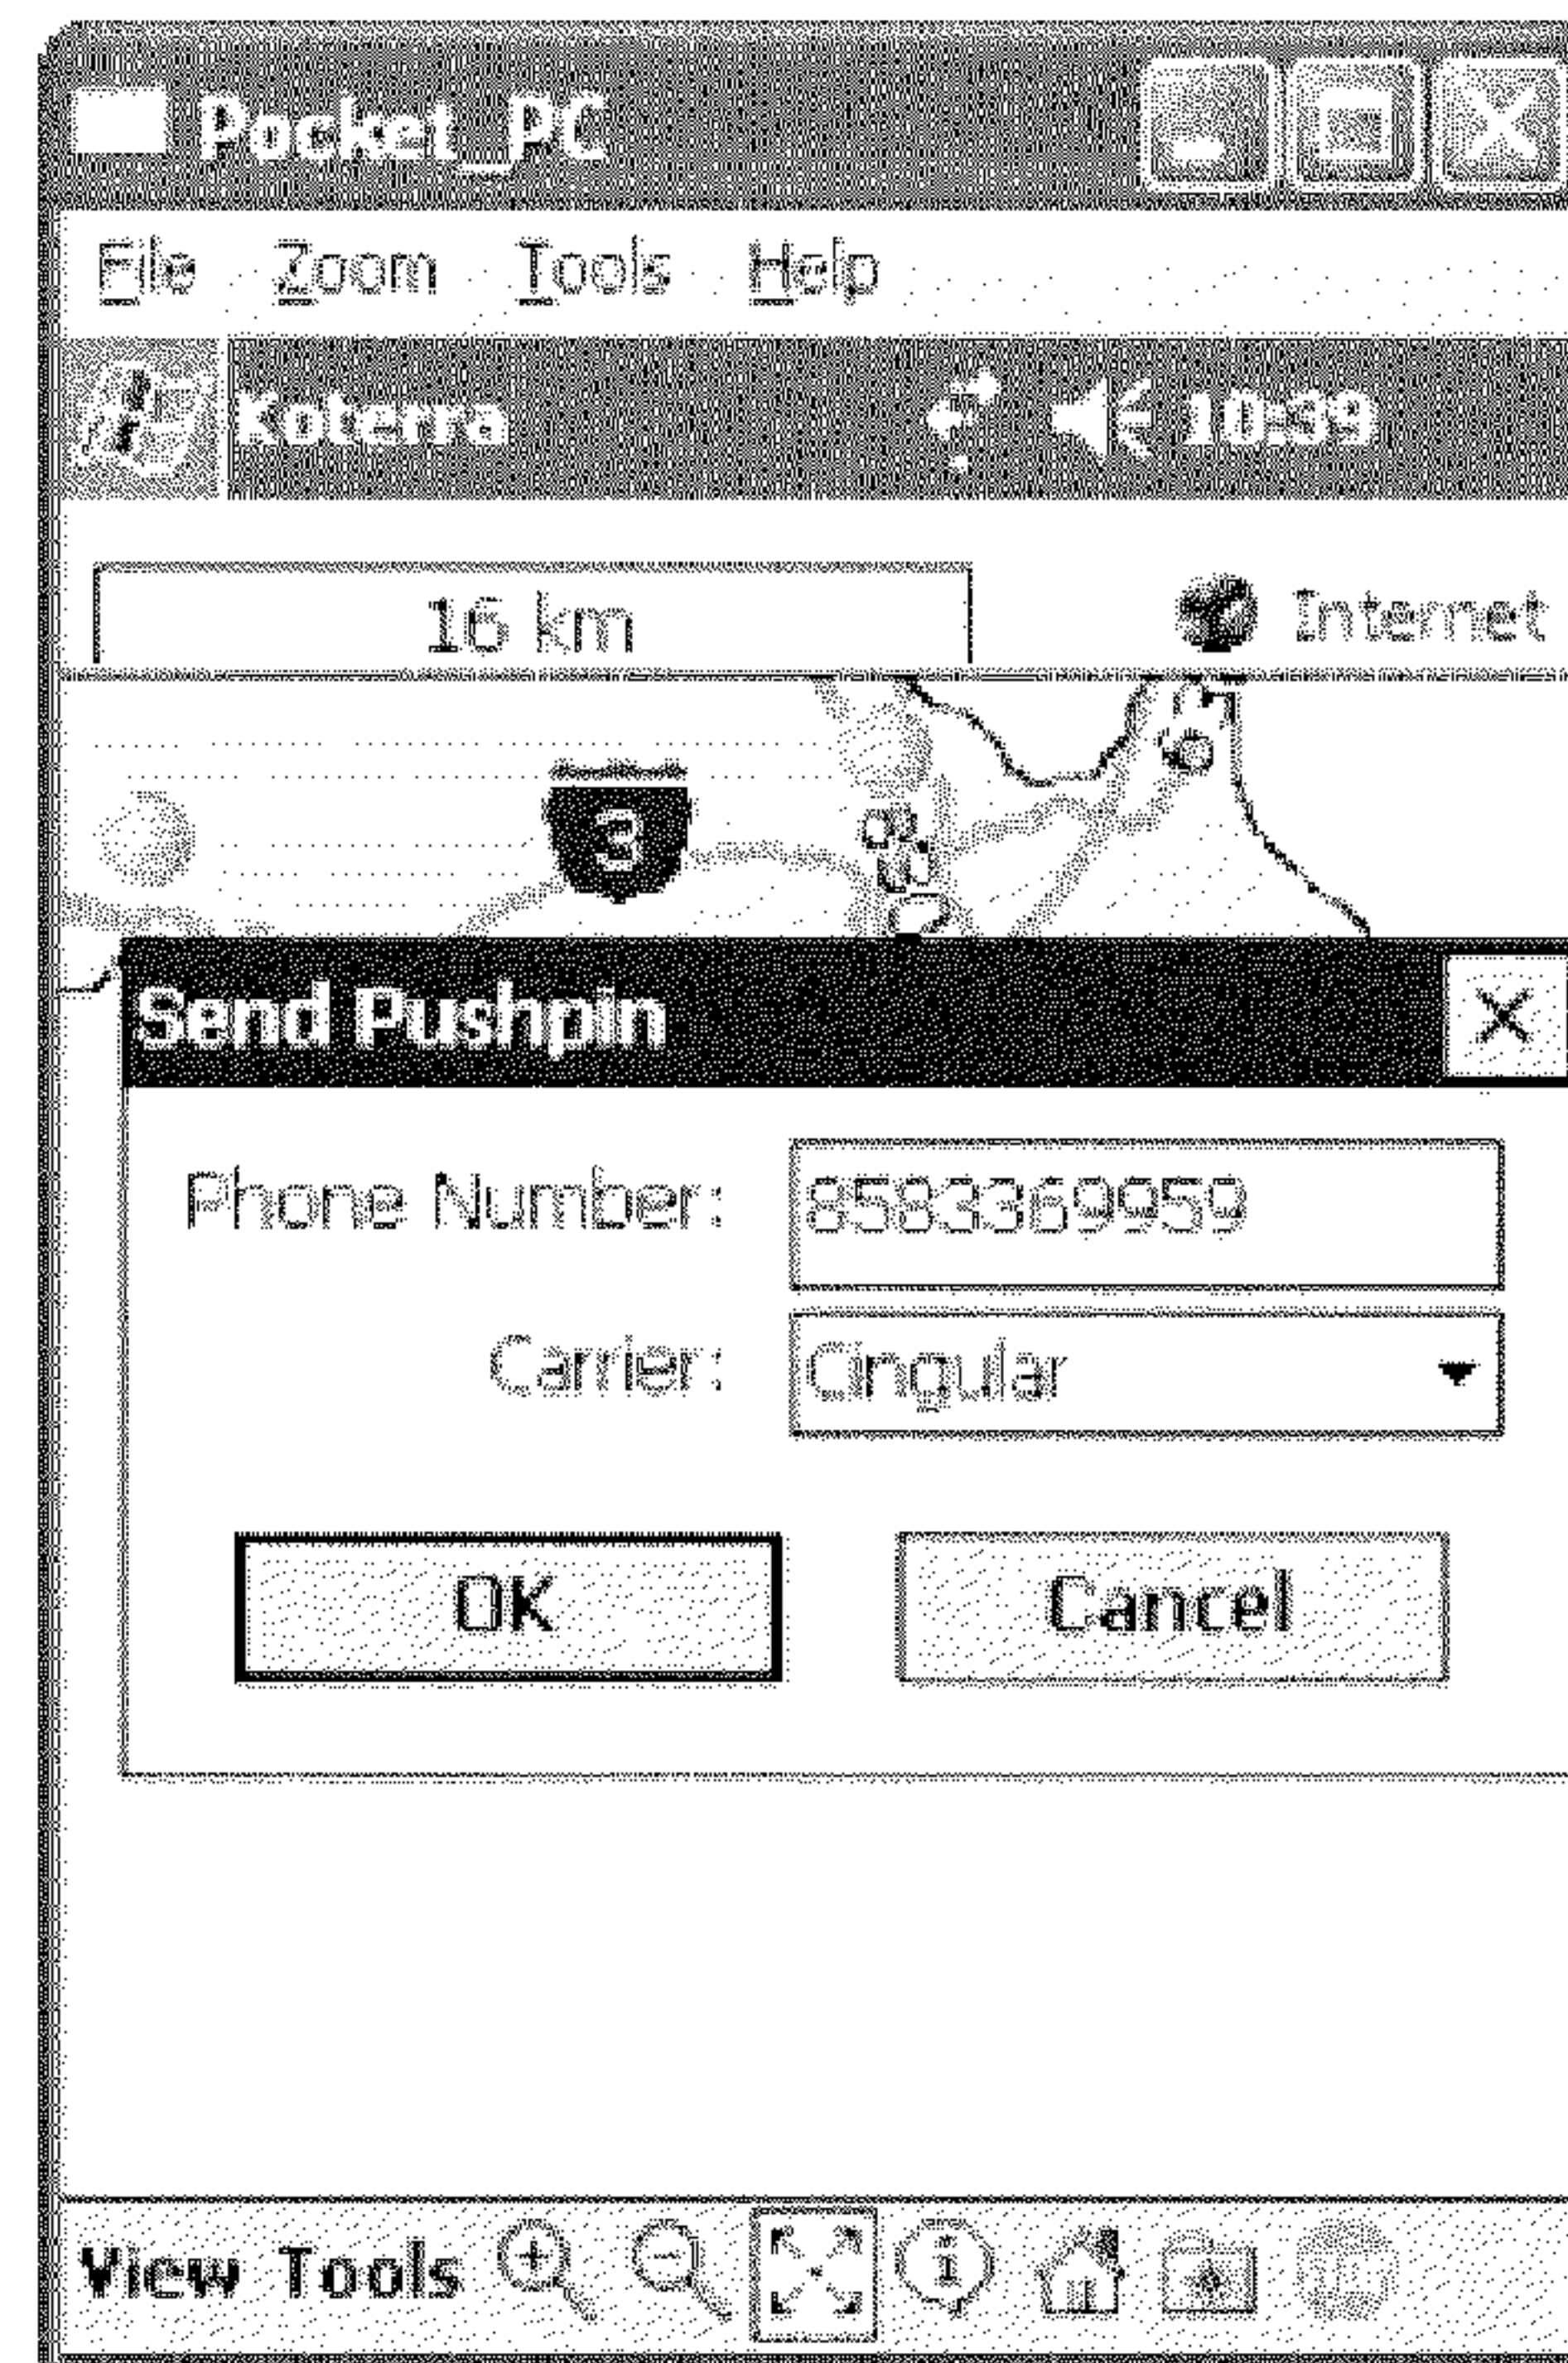 Pocket_PC
File Zoom Tools Help
Koterra 10:39
16 km Internet
3
Send Pushpin
Phone Number: 8583369959
Carrier: Cingular
OK Cancel
View Tools